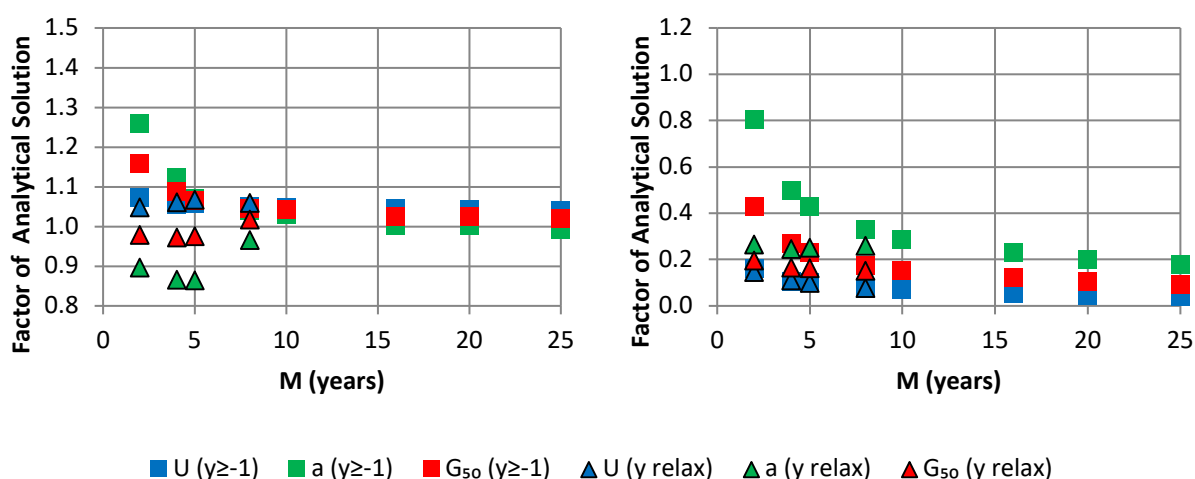 Factor of Analytical Solution
1.5
1.4
1.3
1.2
1.1
1.0
0.9
0.8
0 5 10 15 20 25
M (years)
Factor of Analytical Solution
1.2
1.0
0.8
0.6
0.4
0.2
0.0
0 5 10 15 20 25
M (years)
U (y≥-1) a (y≥-1) G₅₀ (y≥-1) U (y relax) a (y relax) G₅₀ (y relax)